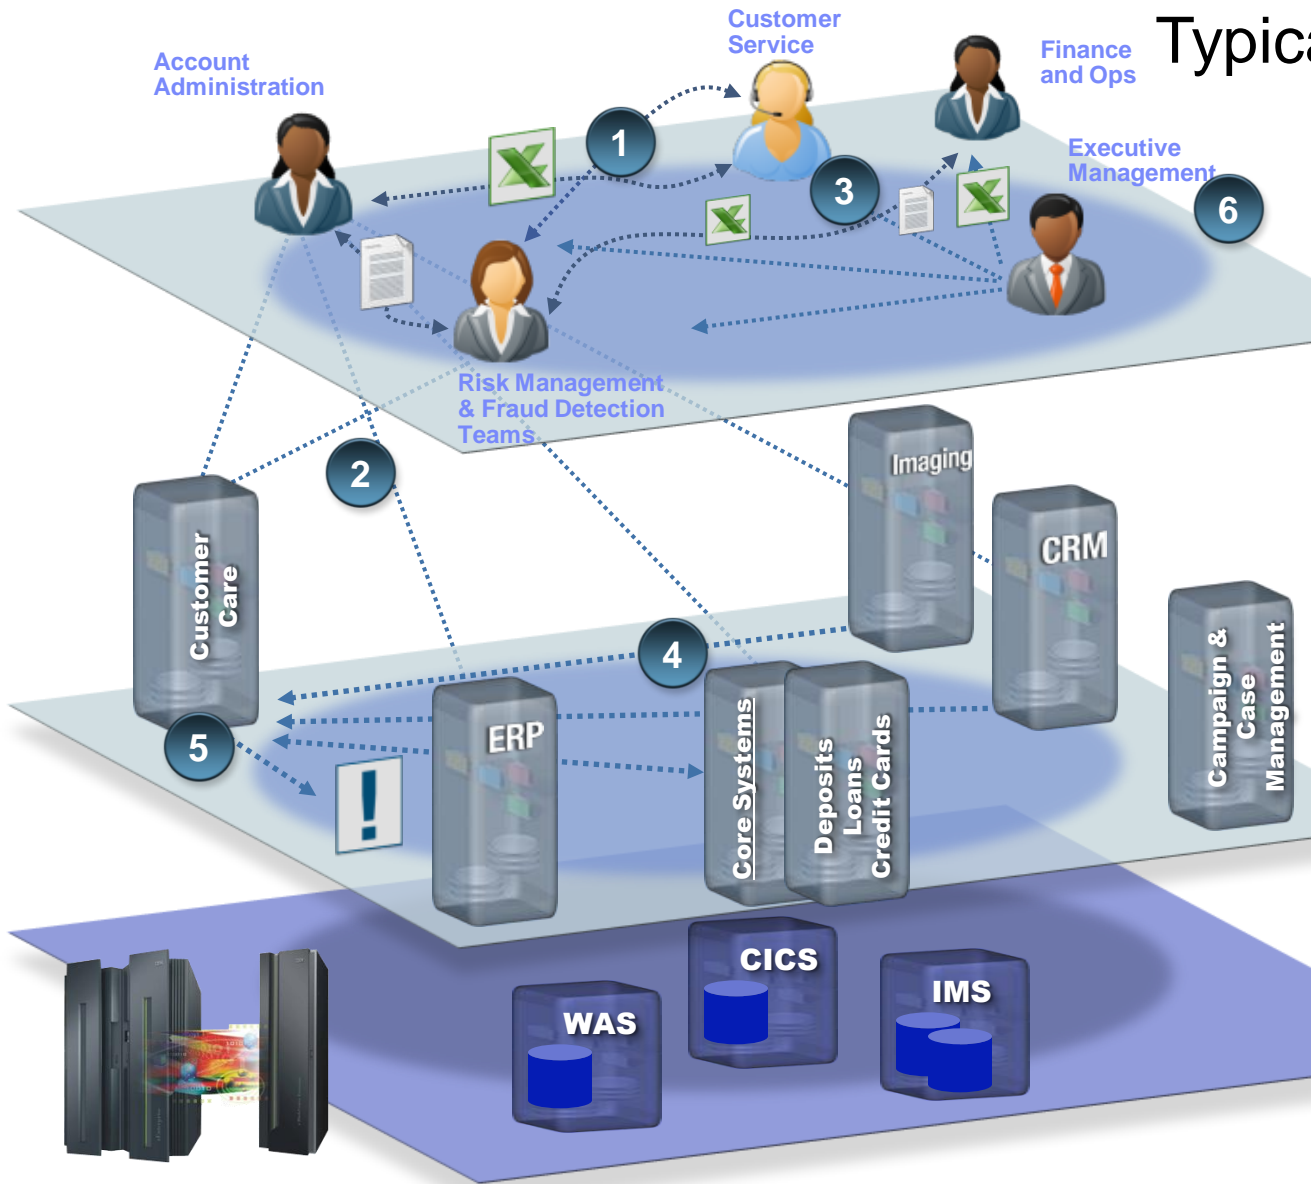 Typica
Customer
Service
Finance
and Ops
Account
Administration
1
Executive
Management
3
6
Risk Management
& Fraud Detection
Teams
2
Imaging
CRM
Customer
Care
4
Campaign &
Case
Management
5
ERP
!
Core Systems
Deposits
Loans
Credit Cards
CICS
IMS
WAS